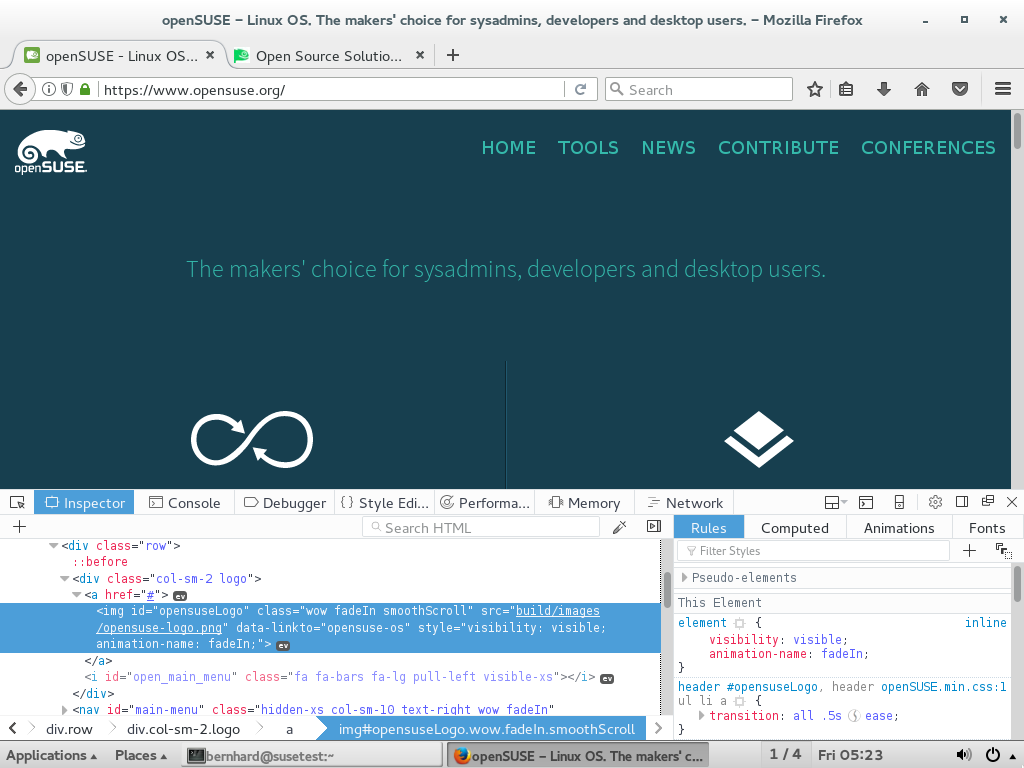 openSUSE – Linux OS. The makers' choice for sysadmins, developers and desktop users. – Mozilla Firefox
openSUSE - Linux OS...
Open Source Solutio...
https://www.opensuse.org/
Search
openSUSE
HOME TOOLS NEWS CONTRIBUTE CONFERENCES
The makers' choice for sysadmins, developers and desktop users.
Inspector Console Debugger Style Edi... Performa... Memory Network
Search HTML
Rules Computed Animations Fonts
<div class="row">
::before
<div class="col-sm-2 logo">
<a href="#"> ev
<img id="opensuseLogo" class="wow fadeIn smoothScroll" src="build/images
/opensuse-logo.png" data-linkto="opensuse-os" style="visibility: visible;
animation-name: fadeIn;"> ev
</a>
<i id="open_main_menu" class="fa fa-bars fa-lg pull-left visible-xs"></i> ev
</div>
<nav id="main-menu" class="hidden-xs col-sm-10 text-right wow fadeIn"
div.row div.col-sm-2.logo a img#opensuseLogo.wow.fadeIn.smoothScroll
Filter Styles
Pseudo-elements
This Element
element { inline
visibility: visible;
animation-name: fadeIn;
}
header #opensuseLogo, header openSUSE.min.css:1
ul li a {
transition: all .5s ease;
}
Applications Places bernhard@susetest:~ openSUSE – Linux OS. The makers' c... 1 / 4 Fri 05:23